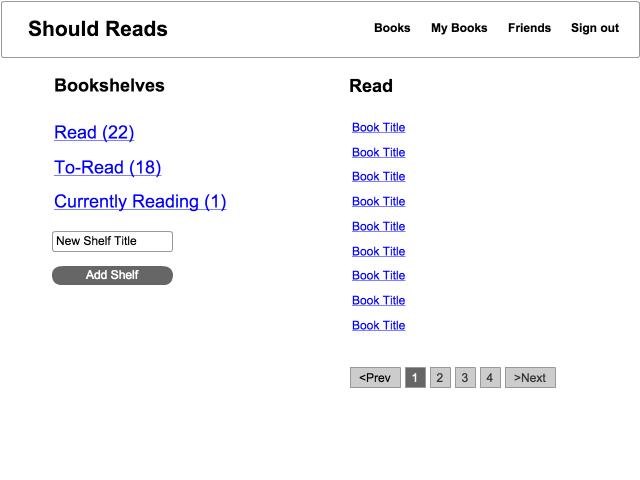 Should Reads
Books My Books Friends Sign out
Bookshelves
Read (22)
To-Read (18)
Currently Reading (1)
New Shelf Title
Add Shelf
Read
Book Title
Book Title
Book Title
Book Title
Book Title
Book Title
Book Title
Book Title
Book Title
<Prev 1 2 3 4 >Next